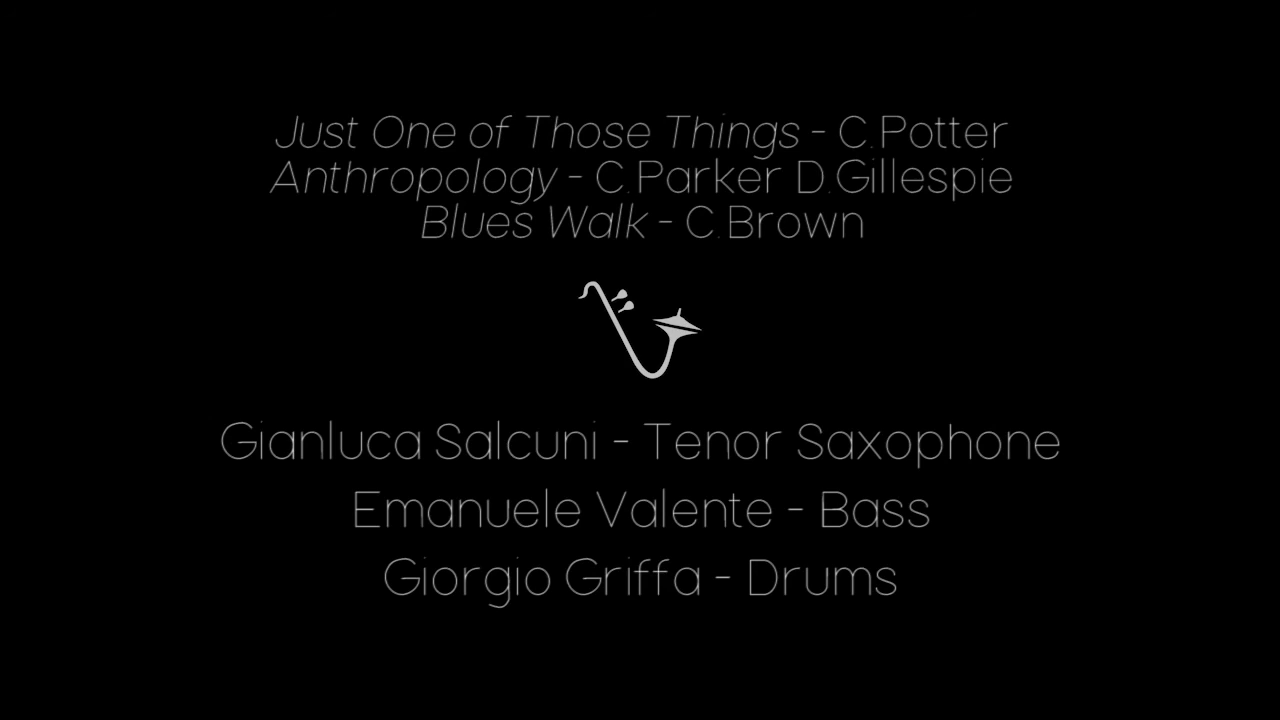 Just One of Those Things - C.Potter
Anthropology - C.Parker D.Gillespie
Blues Walk - C.Brown
Gianluca Salcuni - Tenor Saxophone
Emanuele Valente - Bass
Giorgio Griffa - Drums